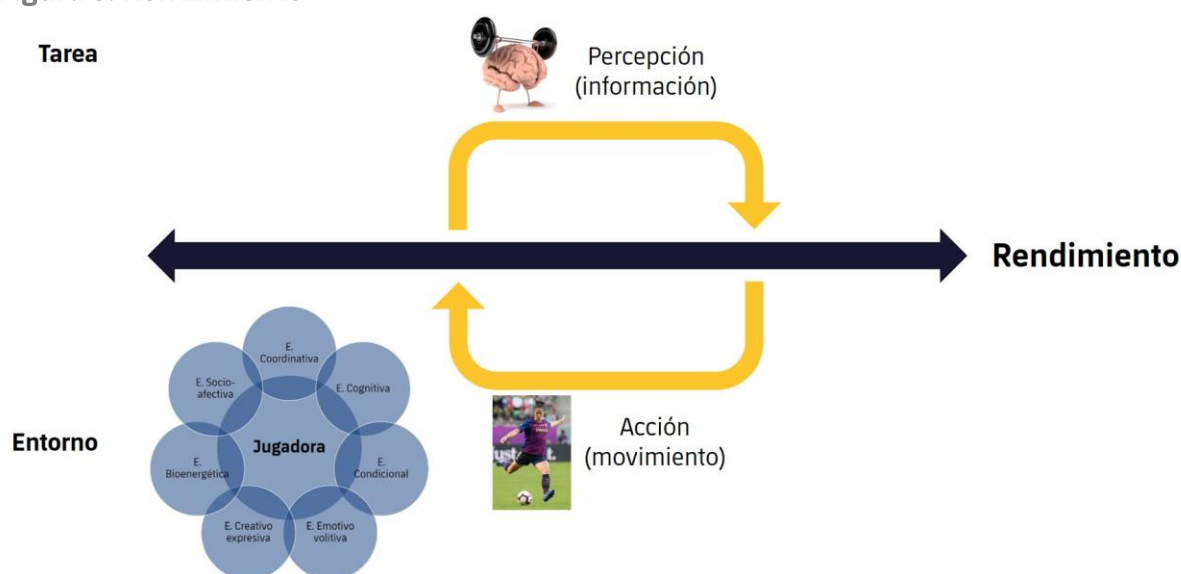 Tarea
Percepción
(información)
Rendimiento
E.
Coordinativa
E. Socio-
afectiva
E. Cognitiva
Entorno
Jugadora
E.
Bioenergética
E.
Condicional
E. Creativo
expresiva
E. Emotivo
volitiva
Acción
(movimiento)